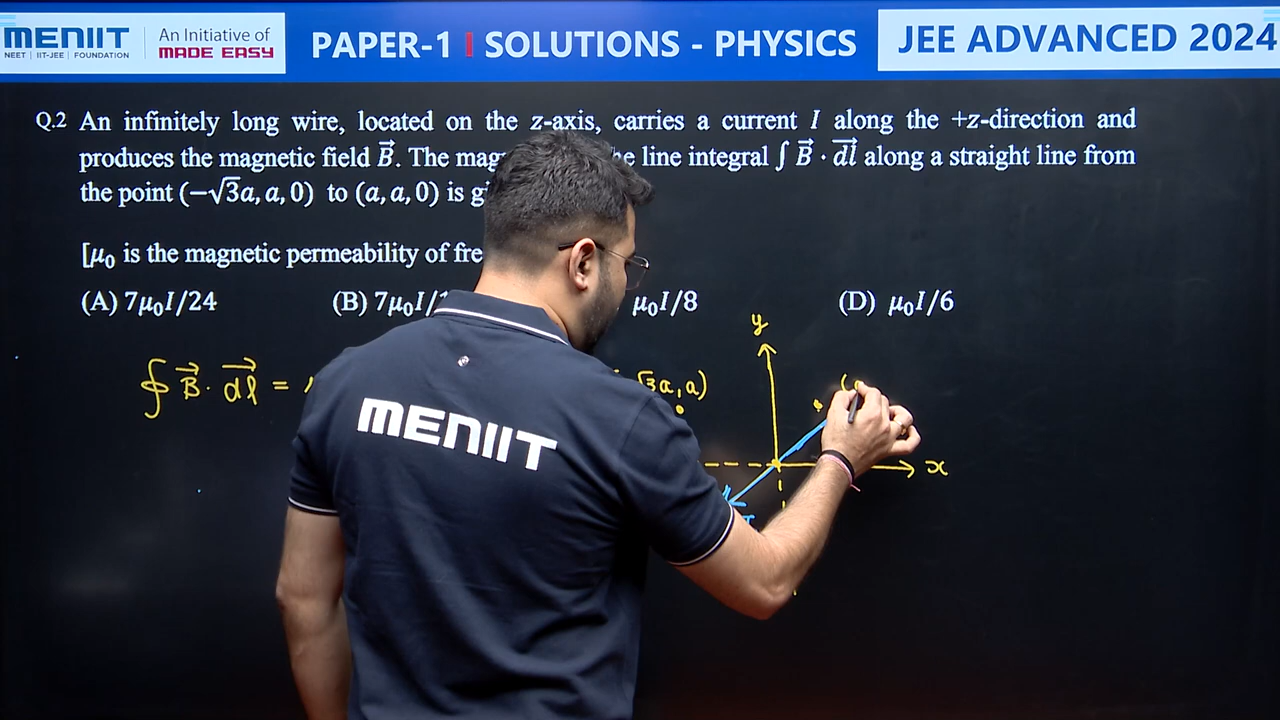 MENIIT
NEET | IIT-JEE | FOUNDATION
An Initiative of
MADE EASY
PAPER-1 | SOLUTIONS - PHYSICS
JEE ADVANCED 2024
Q.2 An infinitely long wire, located on the z-axis, carries a current I along the +z-direction and
produces the magnetic field B⃗. The line integral ∫ B⃗ · dl⃗ along a straight line from
the point (−√3a, a, 0) to (a, a, 0) is
[μ₀ is the magnetic permeability of
(A) 7μ₀I/24 (B) 7μ₀I/ μ₀I/8 (D) μ₀I/6
∮ B⃗ · dl⃗ = √3a, a)
y
x
MENIIT